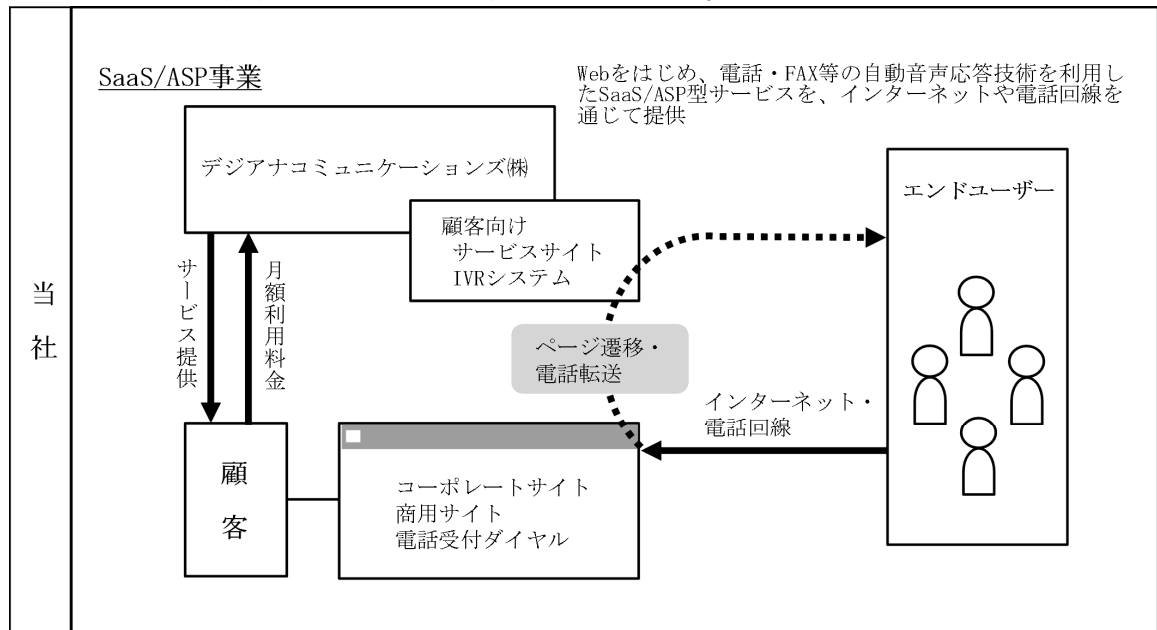 当社
SaaS/ASP事業
Webをはじめ、電話・FAX等の自動音声応答技術を利用し
たSaaS/ASP型サービスを、インターネットや電話回線を
通じて提供
デジアナコミュニケーションズ㈱
顧客向け
サービスサイト
IVRシステム
エンドユーザー
サービス提供
月額利用料金
ページ遷移・
電話転送
インターネット・
電話回線
顧客
コーポレートサイト
商用サイト
電話受付ダイヤル